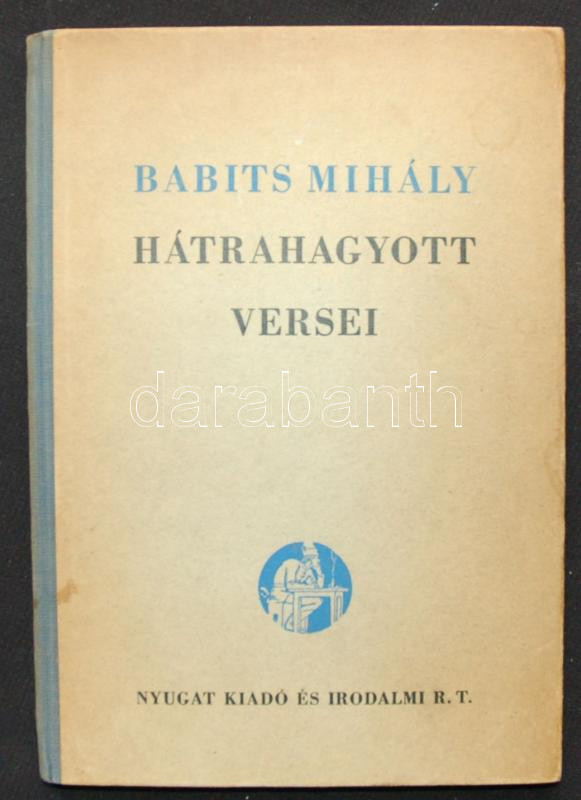 BABITS MIHÁLY
HÁTRAHAGYOTT
VERSEI
darabanth
NYUGAT KIADÓ ÉS IRODALMI R. T.